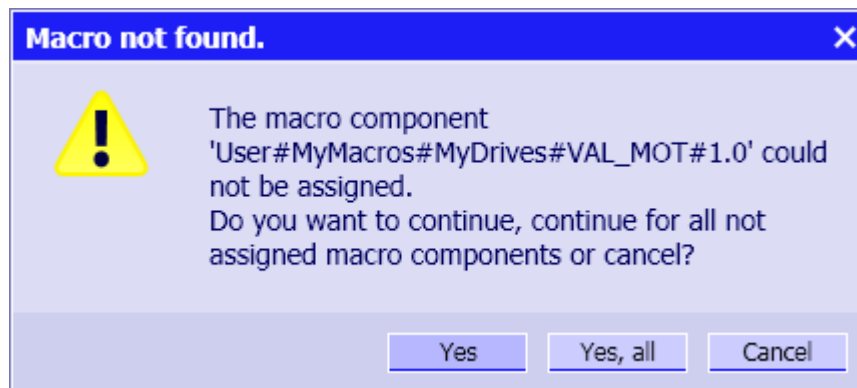 Macro not found.
The macro component
'User#MyMacros#MyDrives#VAL_MOT#1.0' could
not be assigned.
Do you want to continue, continue for all not
assigned macro components or cancel?
Yes
Yes, all
Cancel